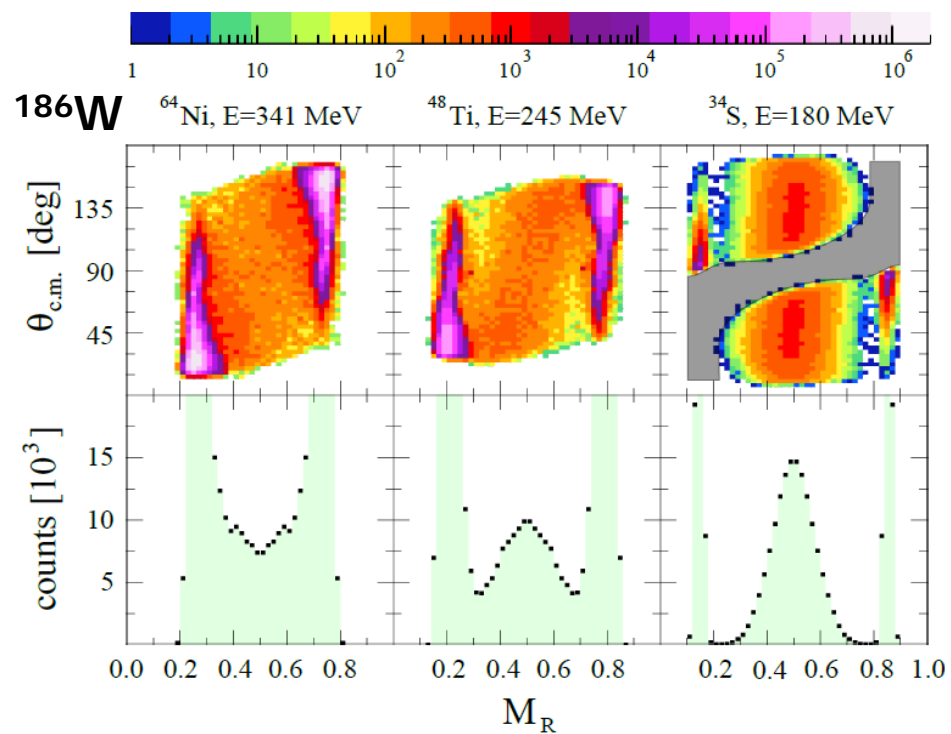 1 10 10² 10³ 10⁴ 10⁵ 10⁶
186W ⁶⁴Ni, E=341 MeV ⁴⁸Ti, E=245 MeV ³⁴S, E=180 MeV
θc.m. [deg]
135
90
45
counts [10³]
15
10
5
0.0 0.2 0.4 0.6 0.8 0.2 0.4 0.6 0.8 0.2 0.4 0.6 0.8 1.0
M_R